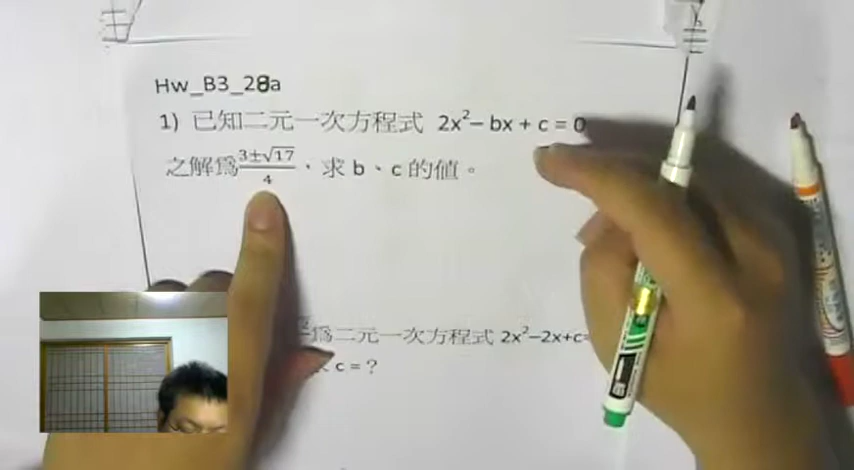 Hw_B3_28a
1) 已知二元一次方程式 2x²− bx + c = 0
之解爲 3±√17/4，求 b、c 的值。
爲二元一次方程式 2x²−2x+c=
c = ?